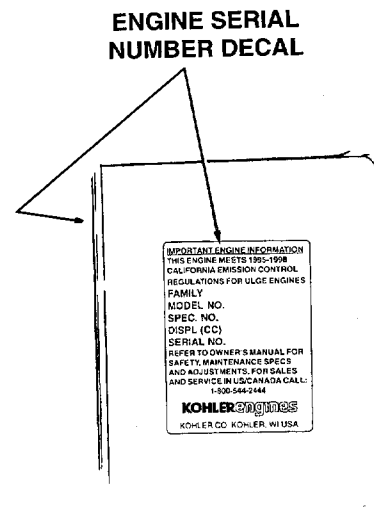 ENGINE SERIAL
NUMBER DECAL
IMPORTANT ENGINE INFORMATION
THIS ENGINE MEETS 1995-1998
CALIFORNIA EMISSION CONTROL
REGULATIONS FOR ULGE ENGINES
FAMILY
MODEL NO.
SPEC. NO.
DISPL (CC)
SERIAL NO.
REFER TO OWNER'S MANUAL FOR
SAFETY, MAINTENANCE SPECS
AND ADJUSTMENTS. FOR SALES
AND SERVICE IN US/CANADA CALL:
1-800-544-2444
KOHLERengines
KOHLER CO. KOHLER, WI USA